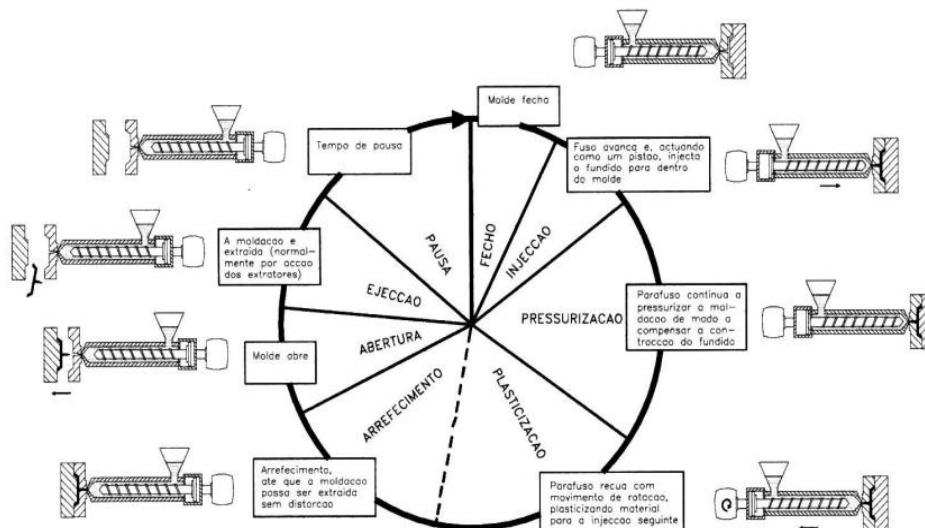 Molde fecha
Tempo de pausa
Fuso avança e, actuando
como um pistao, injecta
o fundido para dentro
do molde
A moldacao e
extraida (normal-
mente por accao
dos extratores)
Parafuso continua a
pressurizar a mol-
dacao de modo a
compensar a con-
traccao do fundido
Molde abre
Arrefecimento,
ate que a moldacao
possa ser extraida
sem distorcao
Parafuso recua com
movimento de rotacao,
plasticizando material
para a injeccao seguinte
PAUSA
FECHO
INJECCAO
EJECCAO
PRESSURIZACAO
ABERTURA
ARREFECIMENTO
PLASTICIZACAO